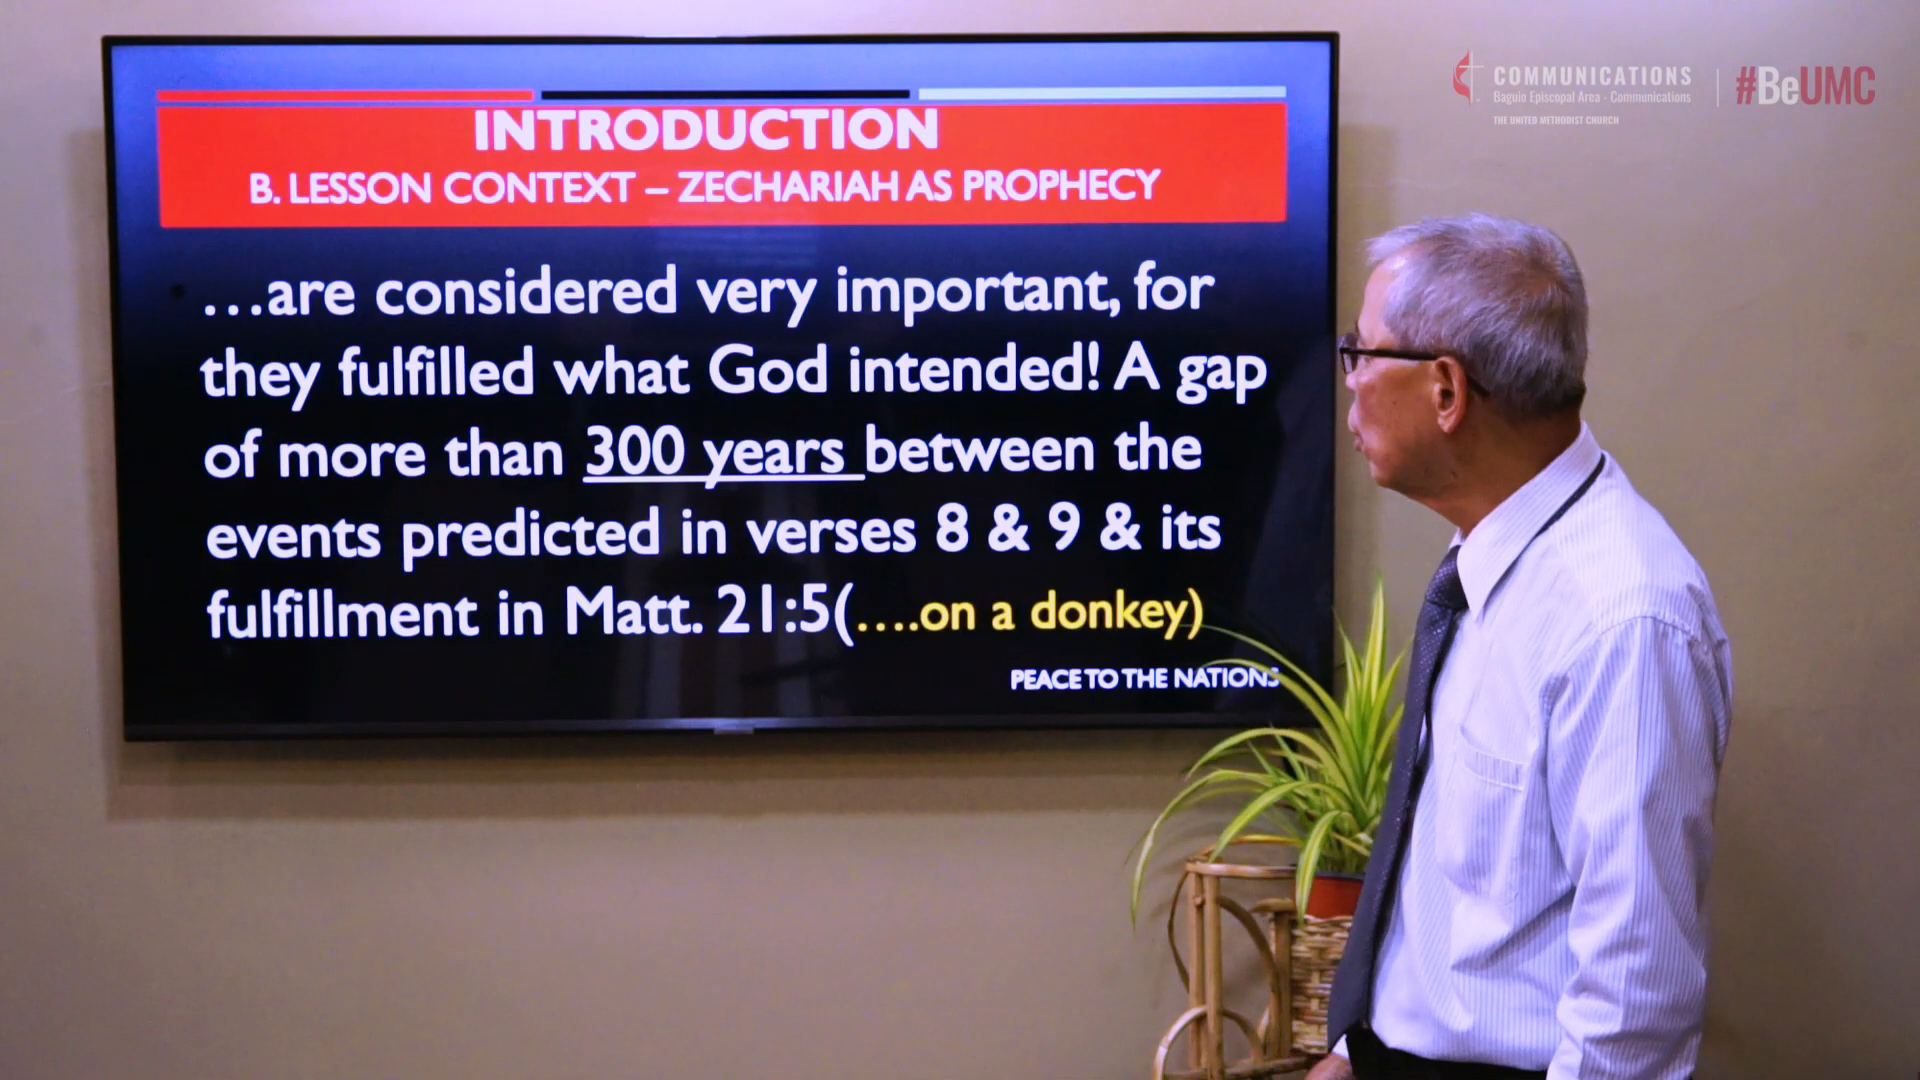 INTRODUCTION
B. LESSON CONTEXT – ZECHARIAH AS PROPHECY
…are considered very important, for
they fulfilled what God intended! A gap
of more than 300 years between the
events predicted in verses 8 & 9 & its
fulfillment in Matt. 21:5(….on a donkey)
PEACE TO THE NATIONS
COMMUNICATIONS
Baguio Episcopal Area - Communications
THE UNITED METHODIST CHURCH
#BeUMC